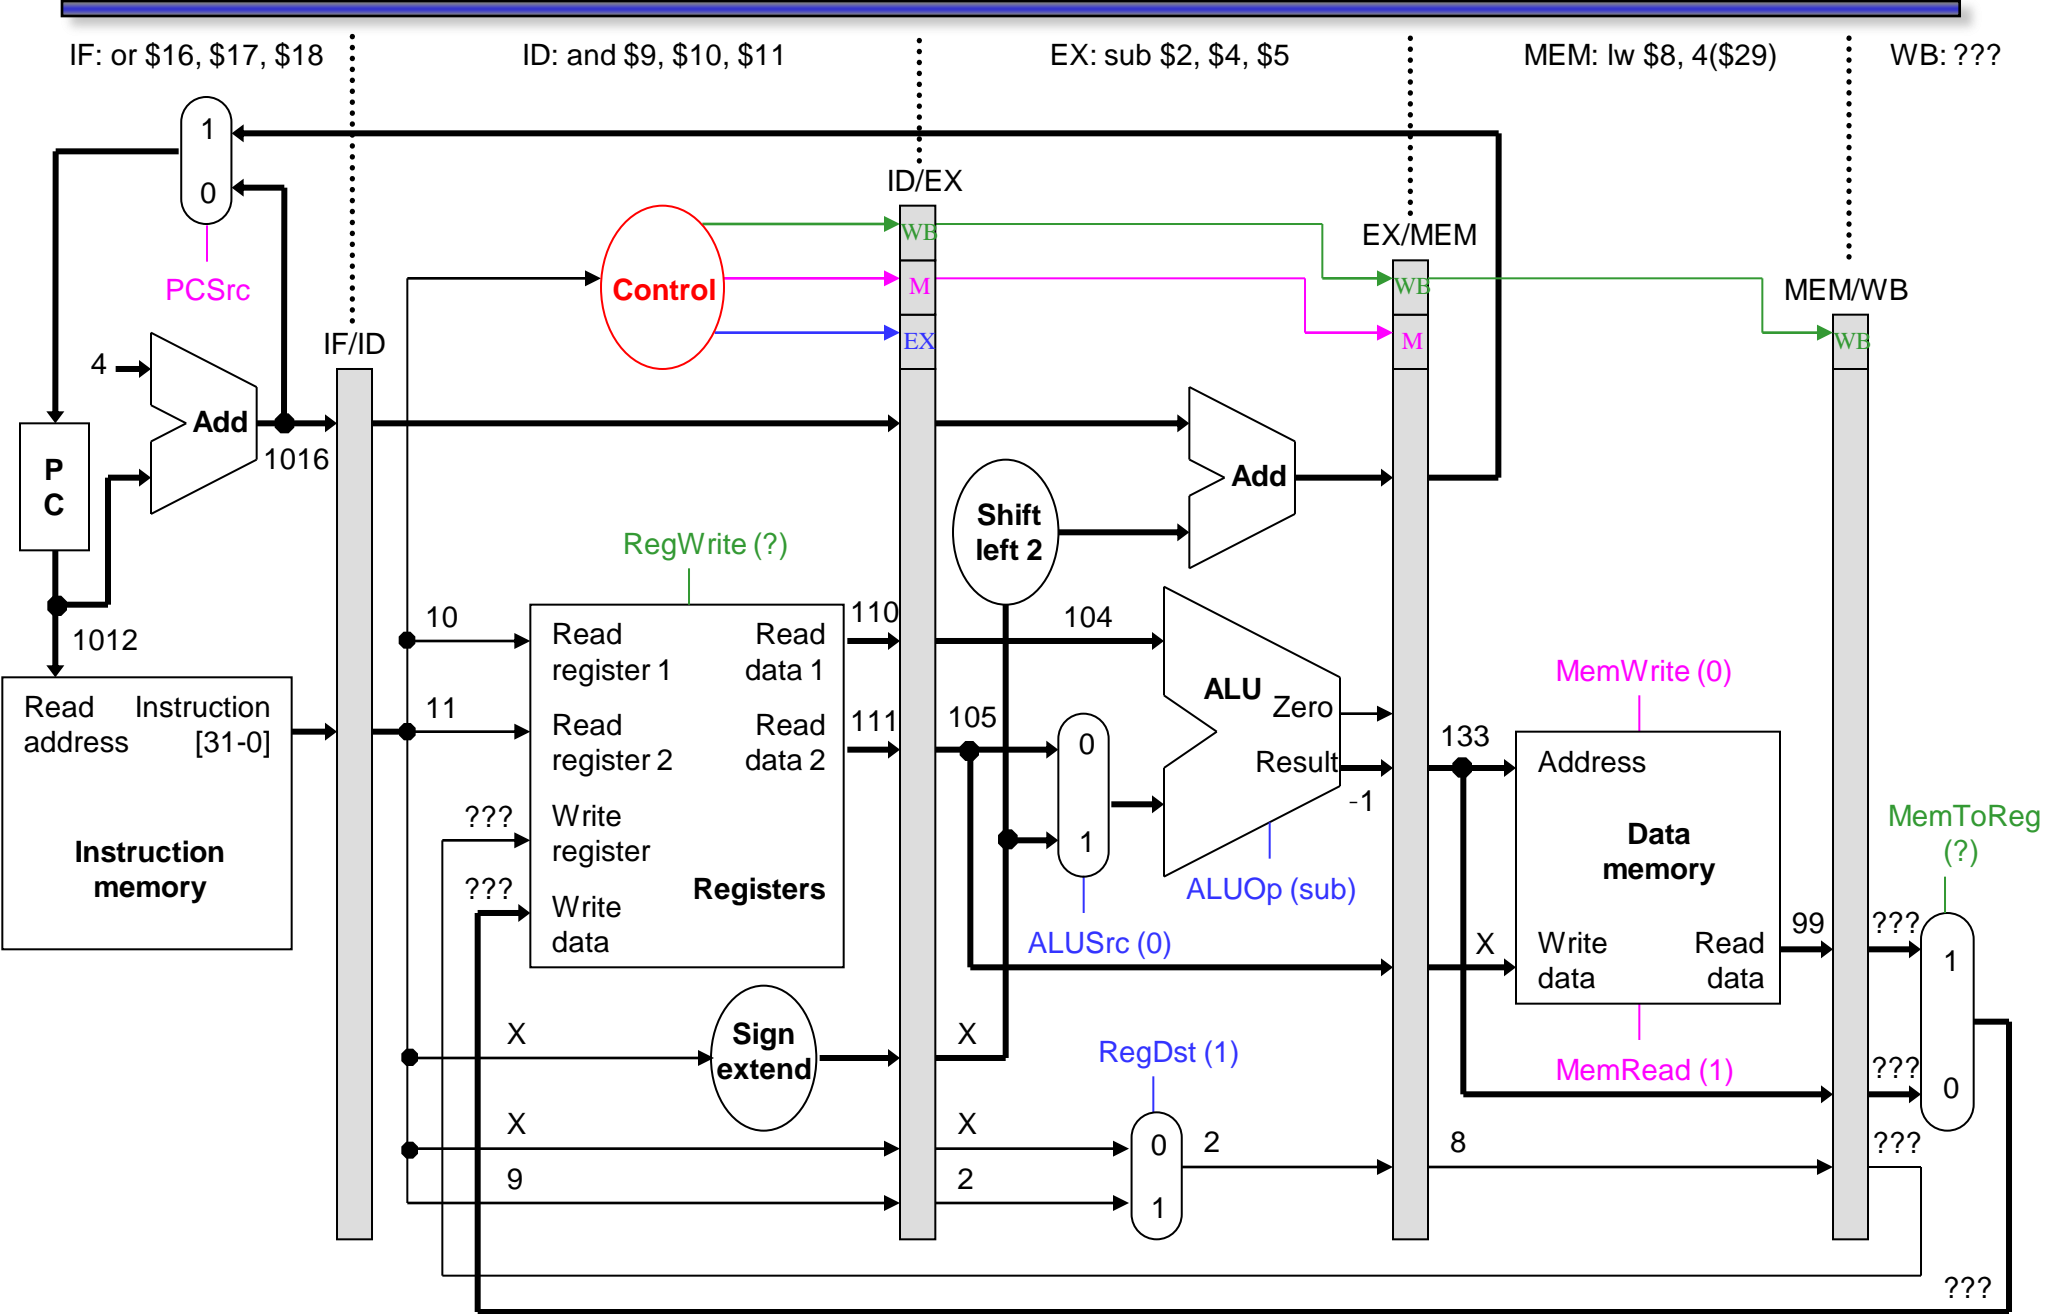 IF: or $16, $17, $18
ID: and $9, $10, $11
EX: sub $2, $4, $5
MEM: lw $8, 4($29)
WB: ???
1
0
PCSrc
4
Add
1016
P
C
1012
Read
address
Instruction
[31-0]
Instruction
memory
IF/ID
Control
RegWrite (?)
10
11
???
???
Read
register 1
Read
data 1
Read
register 2
Read
data 2
Write
register
Write
data
Registers
110
111
X
Sign
extend
X
9
ID/EX
WB
M
EX
Shift
left 2
Add
104
105
0
1
ALUSrc (0)
ALU
Zero
Result
-1
ALUOp (sub)
X
X
2
RegDst (1)
0
1
2
EX/MEM
WB
M
133
X
8
MemWrite (0)
Address
Data
memory
Write
data
Read
data
MemRead (1)
99
MEM/WB
WB
MemToReg
(?)
???
1
???
0
???
???